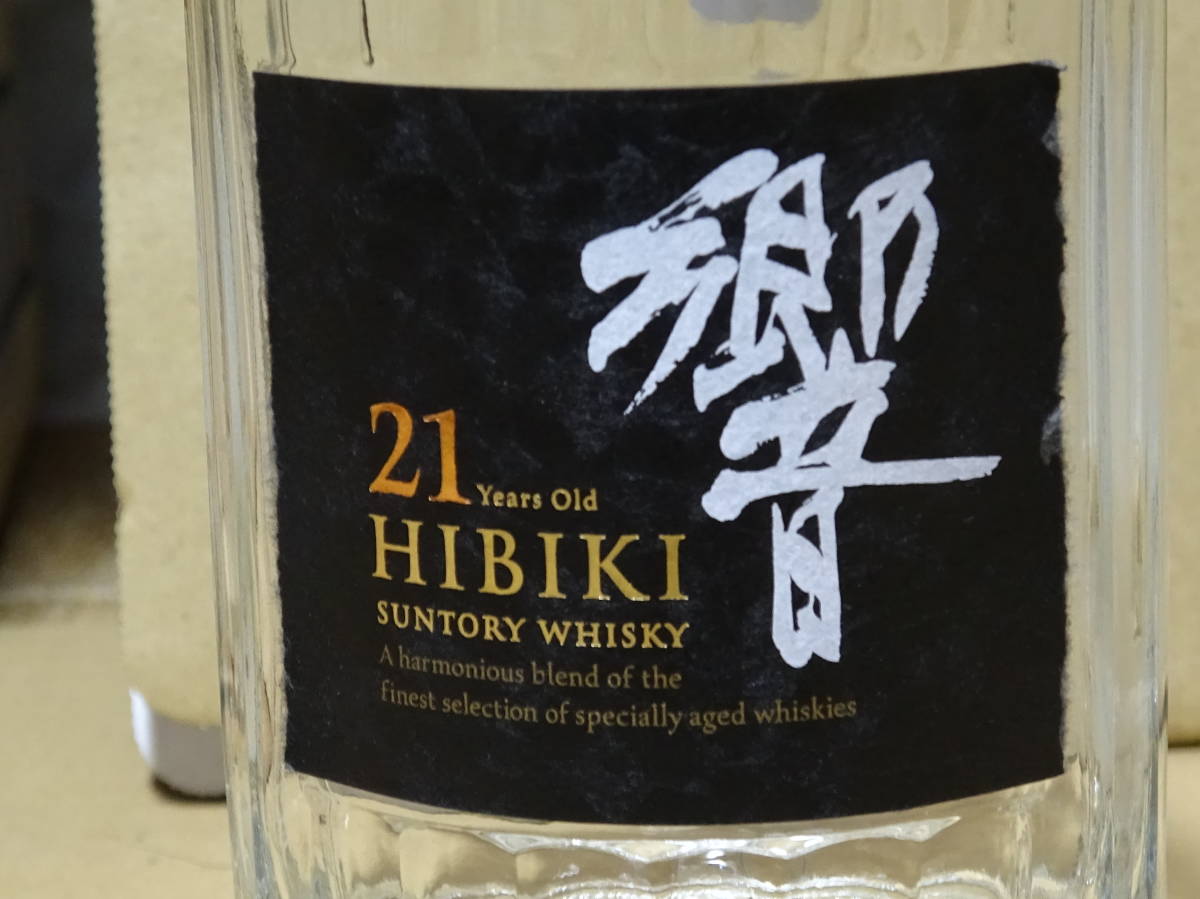 響
21 Years Old
HIBIKI
SUNTORY WHISKY
A harmonious blend of the
finest selection of specially aged whiskies